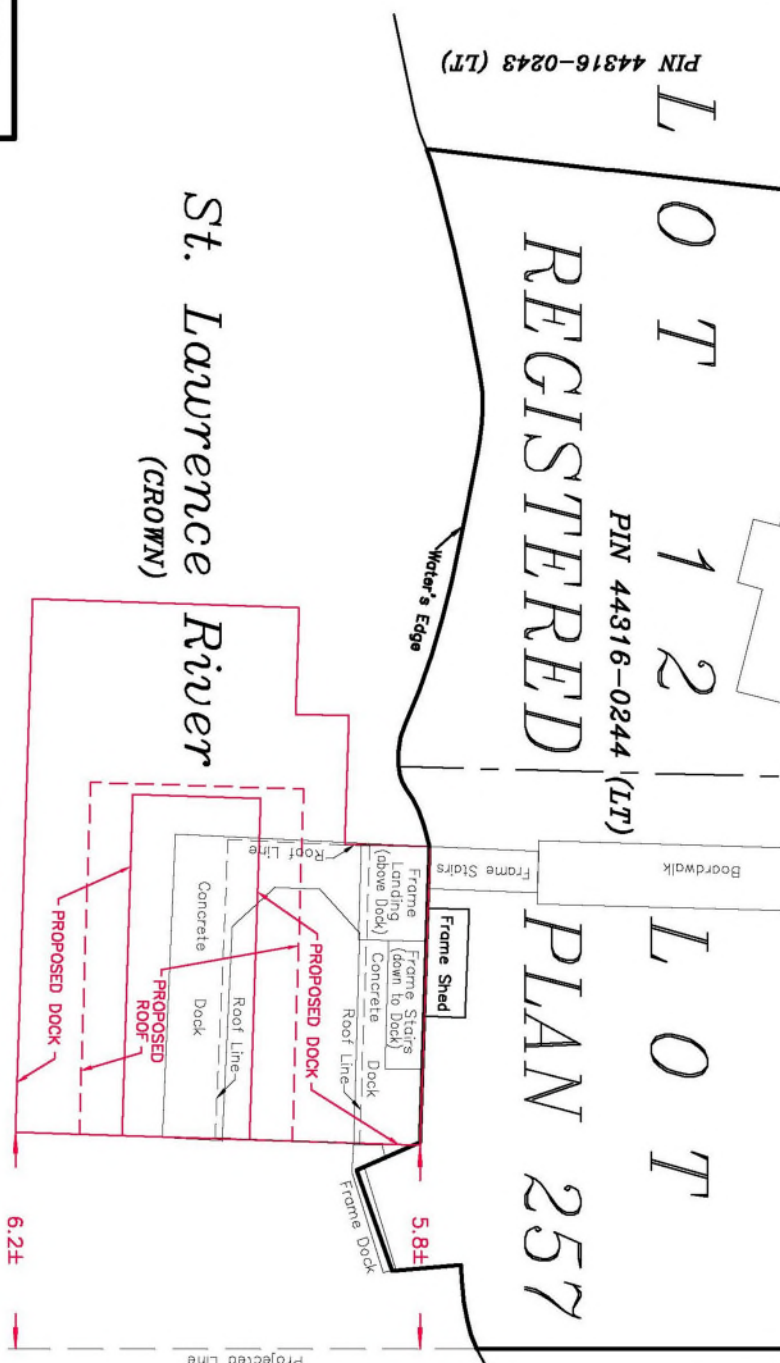 PIN 44316-0243 (LT)
LOT 12
LOT
REGISTERED PLAN 257
PIN 44316-0244 (LT)
St. Lawrence River
(CROWN)
Water's Edge
Boardwalk
Frame Stairs
Frame Shed
Roof Line
Frame
Landing
(above Dock)
Frame Stairs
(down to Dock)
Concrete Dock
Roof Line
PROPOSED DOCK
Roof Line
Concrete Dock
PROPOSED
ROOF
PROPOSED DOCK
Frame Dock
5.8±
6.2±
Projected Line